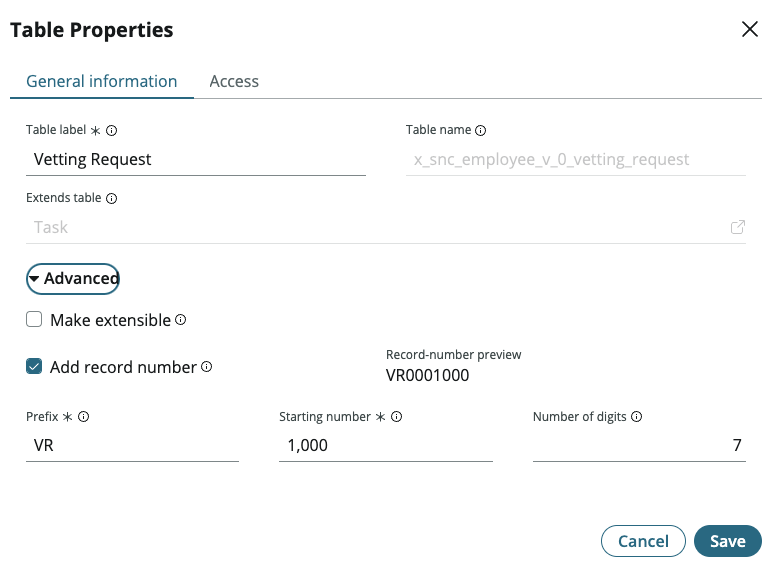 Table Properties
General information Access
Table label * Table name
Vetting Request x_snc_employee_v_0_vetting_request
Extends table
Task
Advanced
Make extensible
Add record number Record-number preview
VR0001000
Prefix * Starting number * Number of digits
VR 1,000 7
Cancel Save